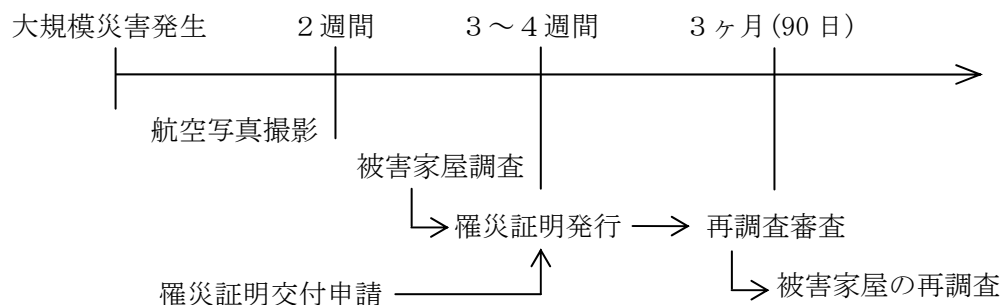 大規模災害発生
２週間
３～４週間
３ヶ月(90 日)
航空写真撮影
被害家屋調査
罹災証明発行
再調査審査
罹災証明交付申請
被害家屋の再調査